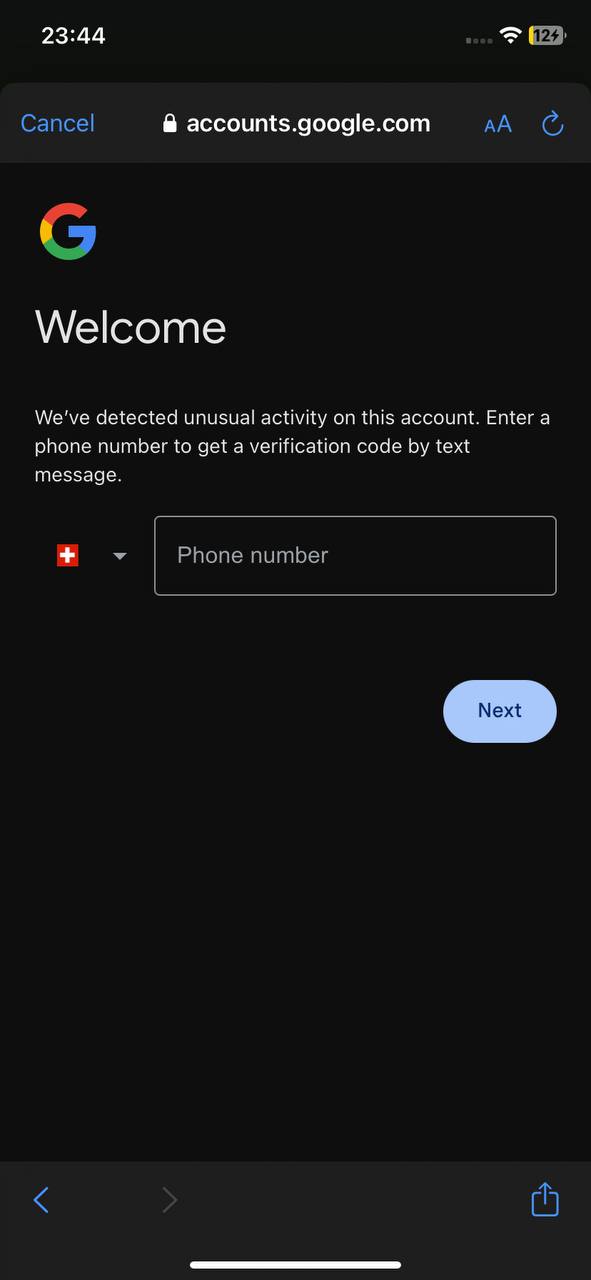 23:44
12
Cancel
accounts.google.com
AA
Welcome
We’ve detected unusual activity on this account. Enter a
phone number to get a verification code by text
message.
Phone number
Next